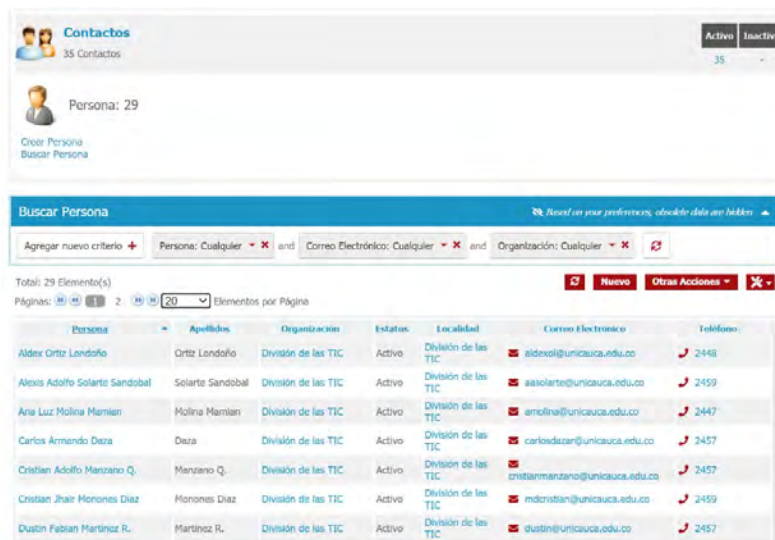 Contactos
35 Contactos
Activo Inactiv
35 -
Persona: 29
Crear Persona
Buscar Persona
Buscar Persona Based on your preferences, obsolete data are hidden
Agregar nuevo criterio Persona: Cualquier and Correo Electrónico: Cualquier and Organización: Cualquier
Total: 29 Elemento(s)
Nuevo Otras Acciones
Páginas: 1 2 20 Elementos por Página
Persona Apellidos Organización Estatus Localidad Correo Electrónico Teléfono
Aldex Ortiz Londoño Ortiz Londoño División de las TIC Activo División de las TIC aldexol@unicauca.edu.co 2448
Alexis Adolfo Solarte Sandobal Solarte Sandobal División de las TIC Activo División de las TIC aasolarte@unicauca.edu.co 2459
Ana Luz Molina Mamian Molina Mamian División de las TIC Activo División de las TIC amolina@unicauca.edu.co 2447
Carlos Armando Daza Daza División de las TIC Activo División de las TIC carlosdazar@unicauca.edu.co 2457
Cristian Adolfo Manzano Q. Manzano Q. División de las TIC Activo División de las TIC cristianmanzano@unicauca.edu.co 2457
Cristian Jhair Monones Diaz Monones Diaz División de las TIC Activo División de las TIC mdcristian@unicauca.edu.co 2459
Dustin Fabian Martinez R. Martinez R. División de las TIC Activo División de las TIC dustin@unicauca.edu.co 2457